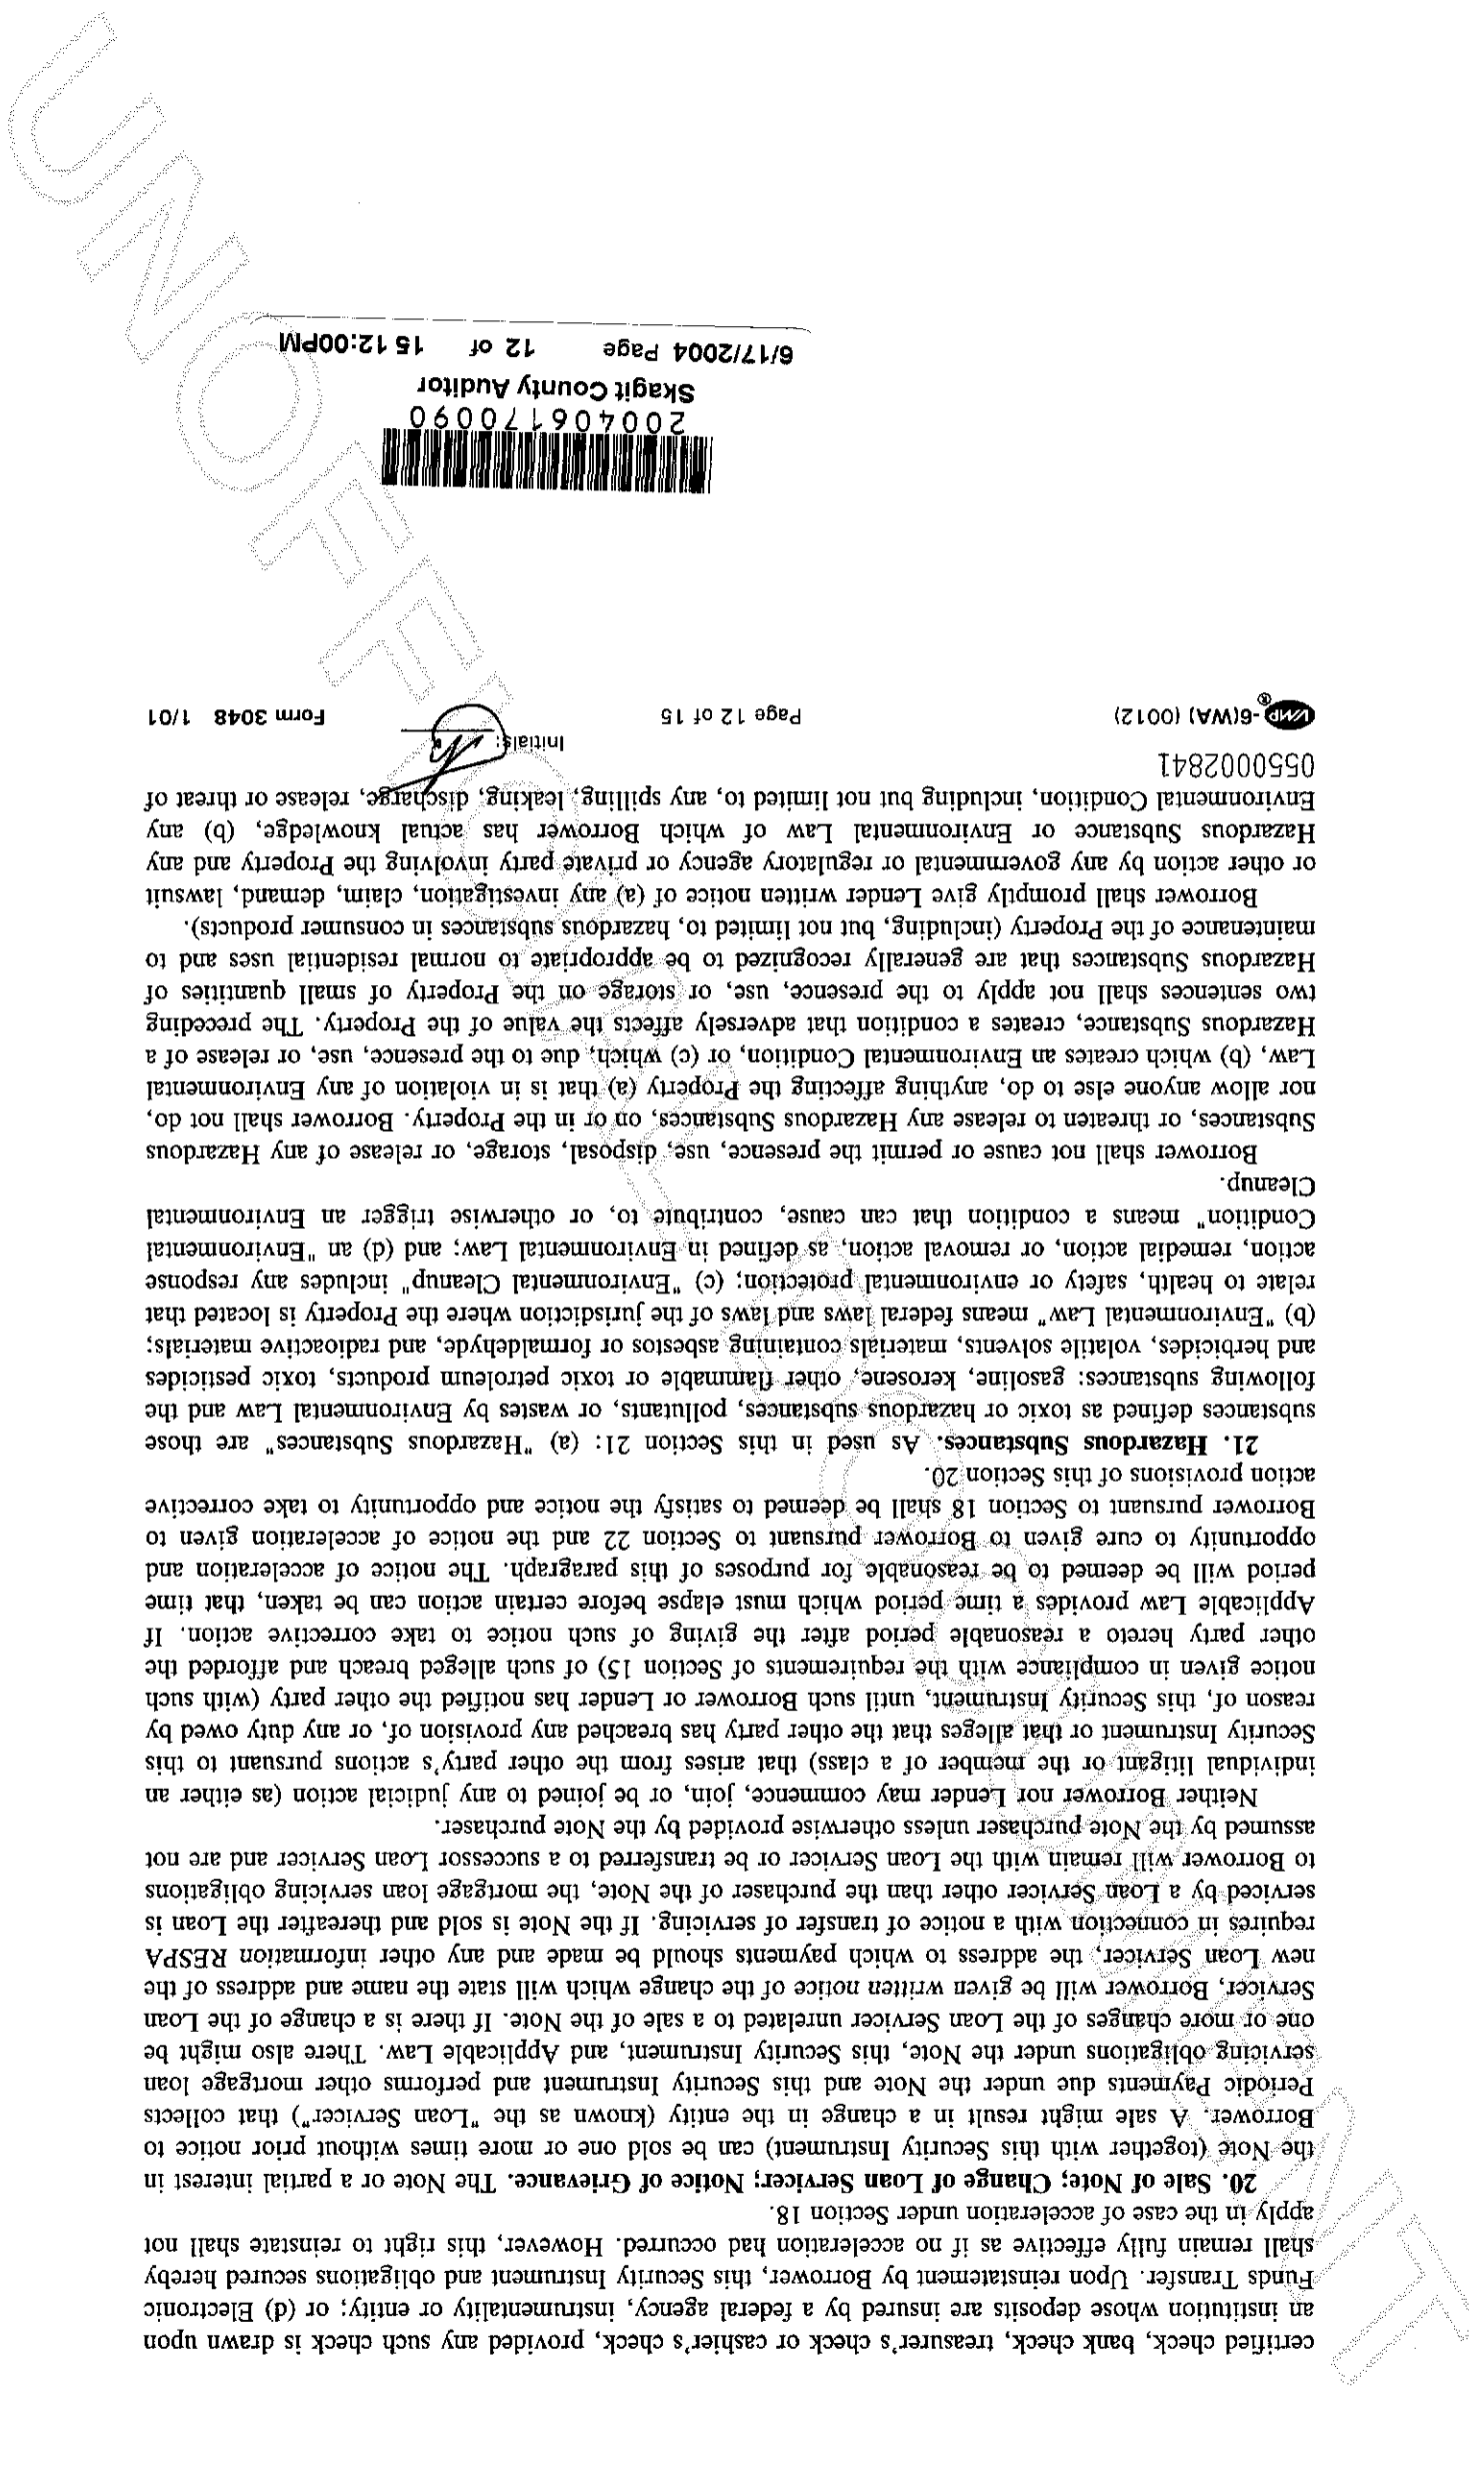 certified check, bank check, treasurer's check or cashier's check, provided any such check is drawn upon
an institution whose deposits are insured by a federal agency, instrumentality or entity; or (d) Electronic
Funds Transfer. Upon reinstatement by Borrower, this Security Instrument and obligations secured hereby
shall remain fully effective as if no acceleration had occurred. However, this right to reinstate shall not
apply in the case of acceleration under Section 18.
20. Sale of Note; Change of Loan Servicer; Notice of Grievance. The Note or a partial interest in
the Note (together with this Security Instrument) can be sold one or more times without prior notice to
Borrower. A sale might result in a change in the entity (known as the "Loan Servicer") that collects
Periodic Payments due under the Note and this Security Instrument and performs other mortgage loan
servicing obligations under the Note, this Security Instrument, and Applicable Law. There also might be
one or more changes of the Loan Servicer unrelated to a sale of the Note. If there is a change of the Loan
Servicer, Borrower will be given written notice of the change which will state the name and address of the
new Loan Servicer, the address to which payments should be made and any other information RESPA
requires in connection with a notice of transfer of servicing. If the Note is sold and thereafter the Loan is
serviced by a Loan Servicer other than the purchaser of the Note, the mortgage loan servicing obligations
to Borrower will remain with the Loan Servicer or be transferred to a successor Loan Servicer and are not
assumed by the Note purchaser unless otherwise provided by the Note purchaser.
Neither Borrower nor Lender may commence, join, or be joined to any judicial action (as either an
individual litigant or the member of a class) that arises from the other party's actions pursuant to this
Security Instrument or that alleges that the other party has breached any provision of, or any duty owed by
reason of, this Security Instrument, until such Borrower or Lender has notified the other party (with such
notice given in compliance with the requirements of Section 15) of such alleged breach and afforded the
other party hereto a reasonable period after the giving of such notice to take corrective action. If
Applicable Law provides a time period which must elapse before certain action can be taken, that time
period will be deemed to be reasonable for purposes of this paragraph. The notice of acceleration and
opportunity to cure given to Borrower pursuant to Section 22 and the notice of acceleration given to
Borrower pursuant to Section 18 shall be deemed to satisfy the notice and opportunity to take corrective
action provisions of this Section 20.
21. Hazardous Substances. As used in this Section 21: (a) "Hazardous Substances" are those
substances defined as toxic or hazardous substances, pollutants, or wastes by Environmental Law and the
following substances: gasoline, kerosene, other flammable or toxic petroleum products, toxic pesticides
and herbicides, volatile solvents, materials containing asbestos or formaldehyde, and radioactive materials;
(b) "Environmental Law" means federal laws and laws of the jurisdiction where the Property is located that
relate to health, safety or environmental protection; (c) "Environmental Cleanup" includes any response
action, remedial action, or removal action, as defined in Environmental Law; and (d) an "Environmental
Condition" means a condition that can cause, contribute to, or otherwise trigger an Environmental
Cleanup.
Borrower shall not cause or permit the presence, use, disposal, storage, or release of any Hazardous
Substances, or threaten to release any Hazardous Substances, on or in the Property. Borrower shall not do,
nor allow anyone else to do, anything affecting the Property (a) that is in violation of any Environmental
Law, (b) which creates an Environmental Condition, or (c) which, due to the presence, use, or release of a
Hazardous Substance, creates a condition that adversely affects the value of the Property. The preceding
two sentences shall not apply to the presence, use, or storage on the Property of small quantities of
Hazardous Substances that are generally recognized to be appropriate to normal residential uses and to
maintenance of the Property (including, but not limited to, hazardous substances in consumer products).
Borrower shall promptly give Lender written notice of (a) any investigation, claim, demand, lawsuit
or other action by any governmental or regulatory agency or private party involving the Property and any
Hazardous Substance or Environmental Law of which Borrower has actual knowledge, (b) any
Environmental Condition, including but not limited to, any spilling, leaking, discharge, release or threat of
0550002841
Initials:
VMP®-6(WA) (0012) Page 12 of 15 Form 3048 1/01
200406170090
Skagit County Auditor
6/17/2004 Page 12 of 15 12:00PM
UNOFFICIAL DOCUMENT